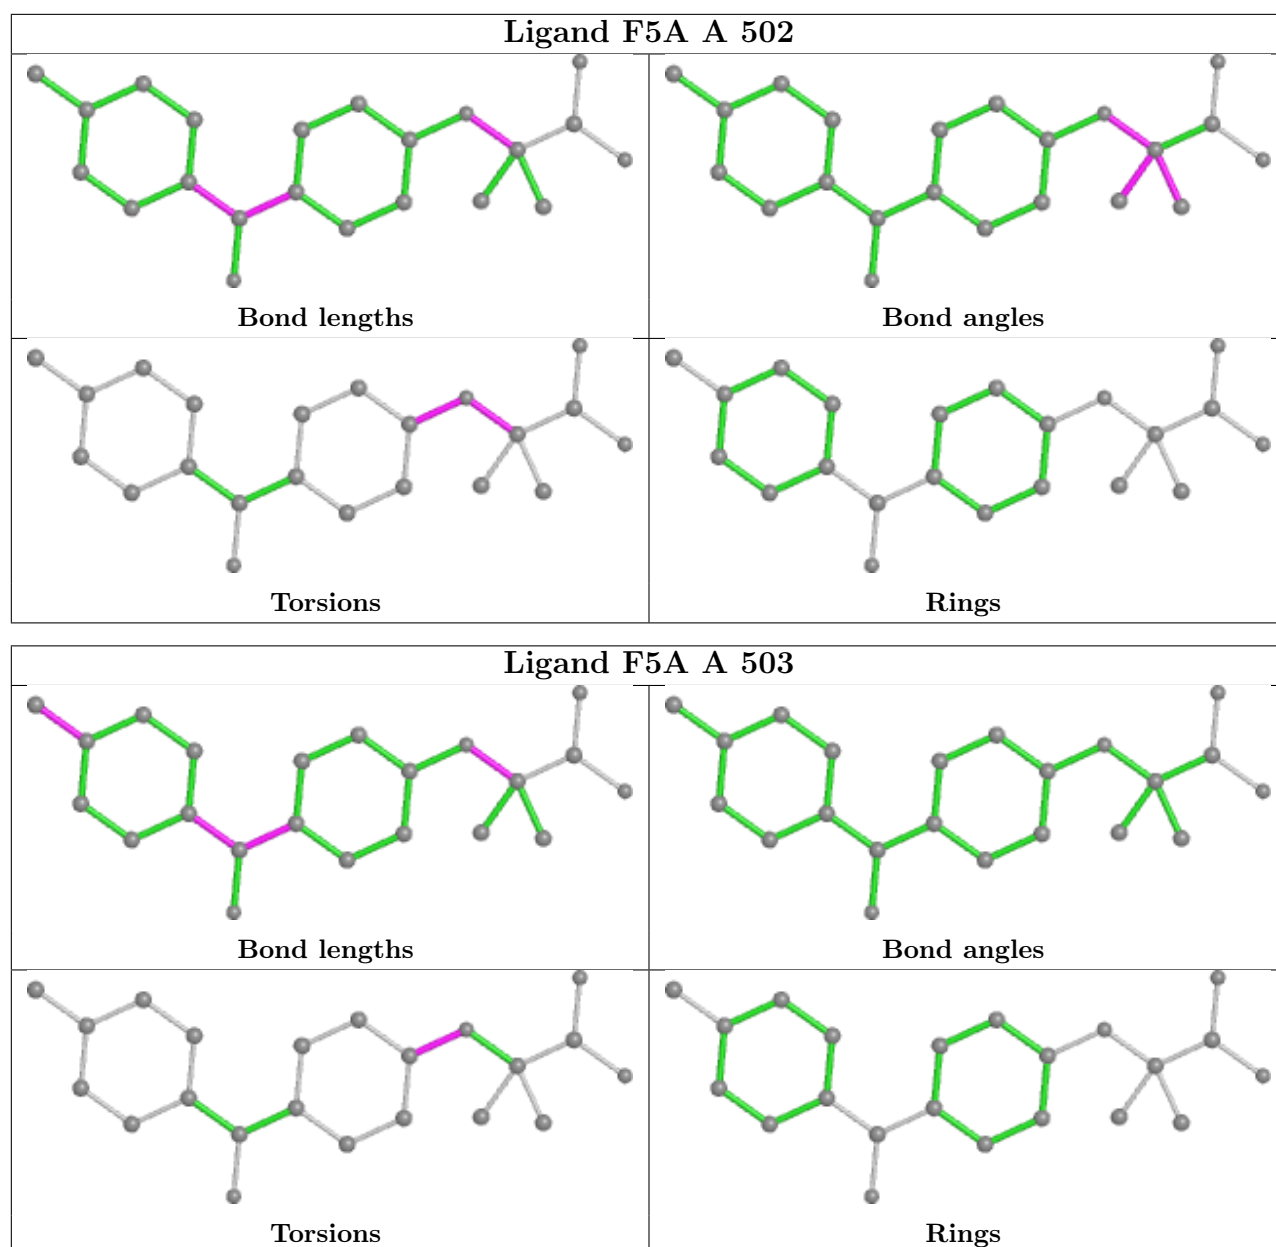 Ligand F5A A 502
Bond lengths
Bond angles
Torsions
Rings
Ligand F5A A 503
Bond lengths
Bond angles
Torsions
Rings